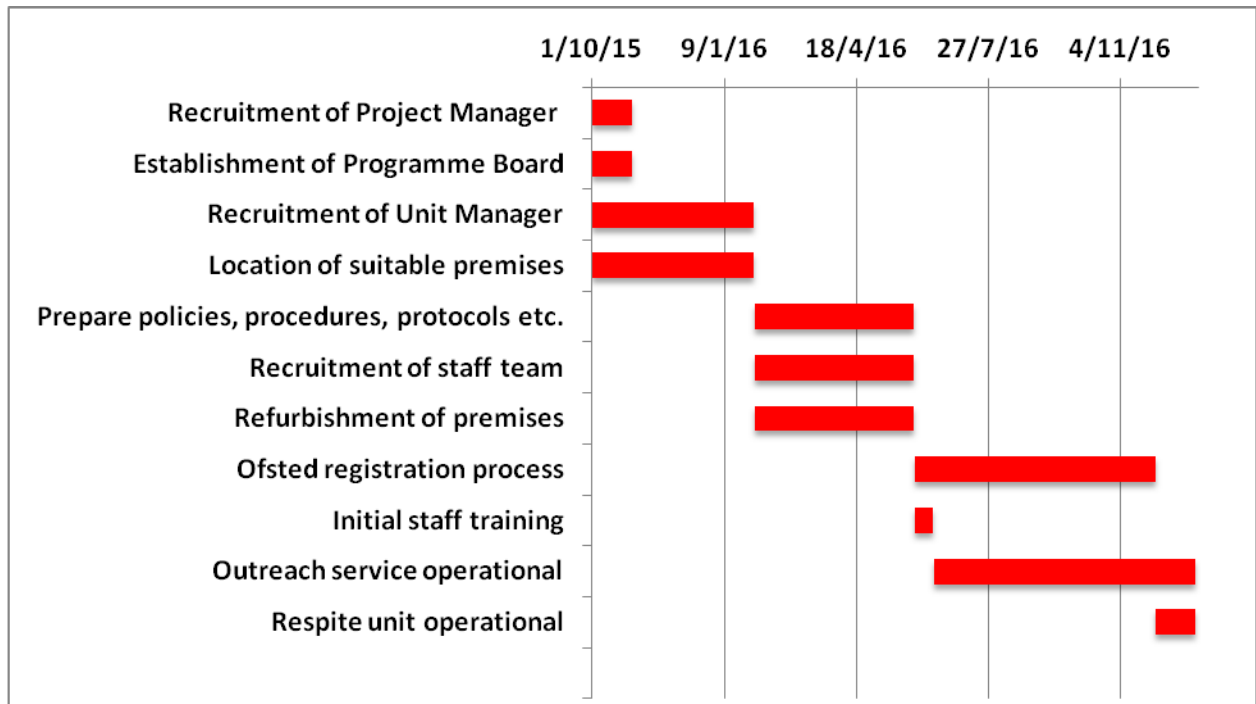 1/10/15 9/1/16 18/4/16 27/7/16 4/11/16
Recruitment of Project Manager
Establishment of Programme Board
Recruitment of Unit Manager
Location of suitable premises
Prepare policies, procedures, protocols etc.
Recruitment of staff team
Refurbishment of premises
Ofsted registration process
Initial staff training
Outreach service operational
Respite unit operational